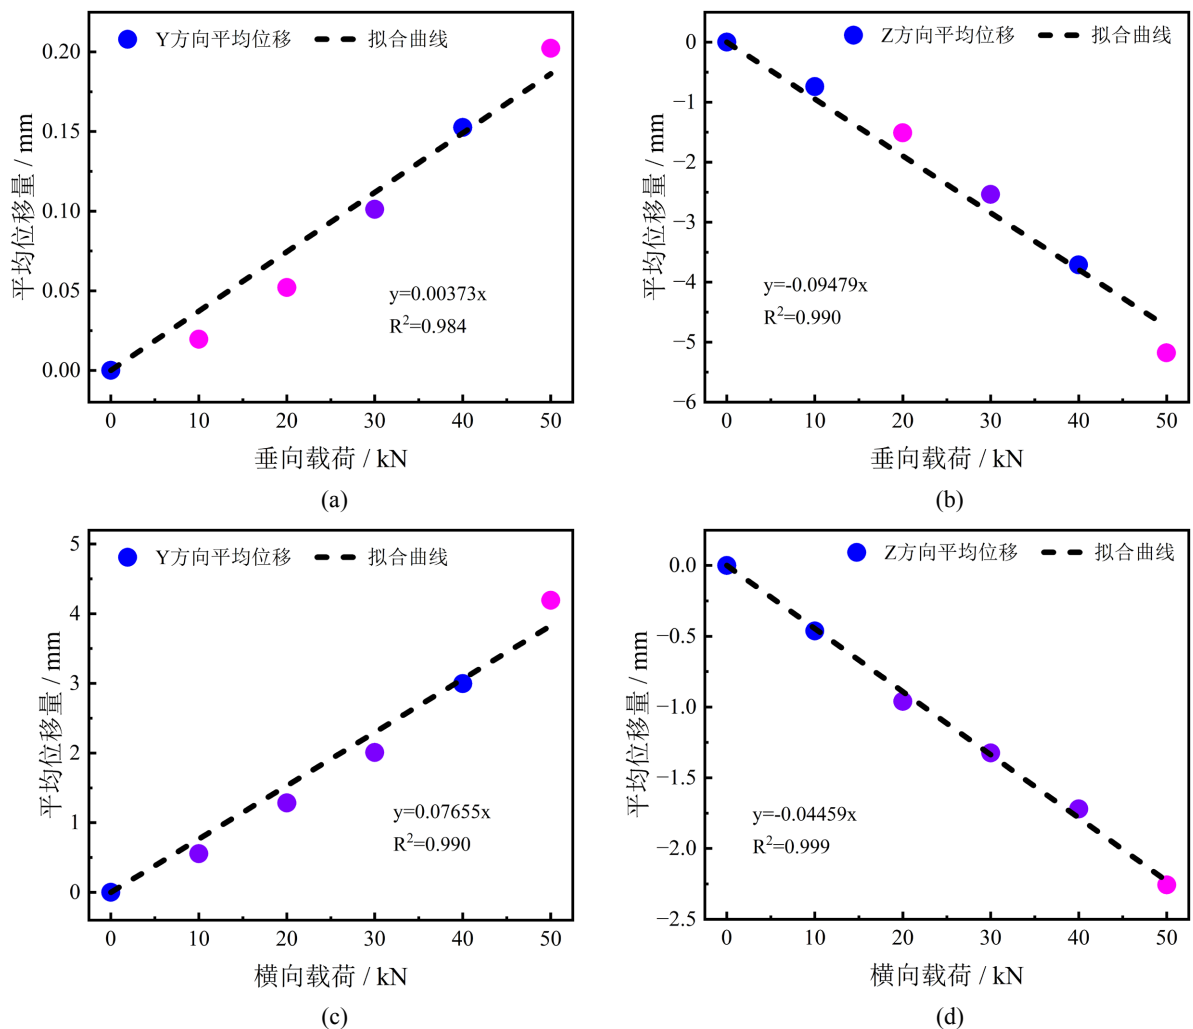 Y方向平均位移 拟合曲线
0.20
0.15
0.10
0.05
0.00
平均位移量 / mm
y=0.00373x
R²=0.984
0 10 20 30 40 50
垂向载荷 / kN
(a)
Z方向平均位移 拟合曲线
0
−1
−2
−3
−4
−5
−6
平均位移量 / mm
y=-0.09479x
R²=0.990
0 10 20 30 40 50
垂向载荷 / kN
(b)
Y方向平均位移 拟合曲线
5
4
3
2
1
0
平均位移量 / mm
y=0.07655x
R²=0.990
0 10 20 30 40 50
横向载荷 / kN
(c)
Z方向平均位移 拟合曲线
0.0
−0.5
−1.0
−1.5
−2.0
−2.5
平均位移量 / mm
y=-0.04459x
R²=0.999
0 10 20 30 40 50
横向载荷 / kN
(d)